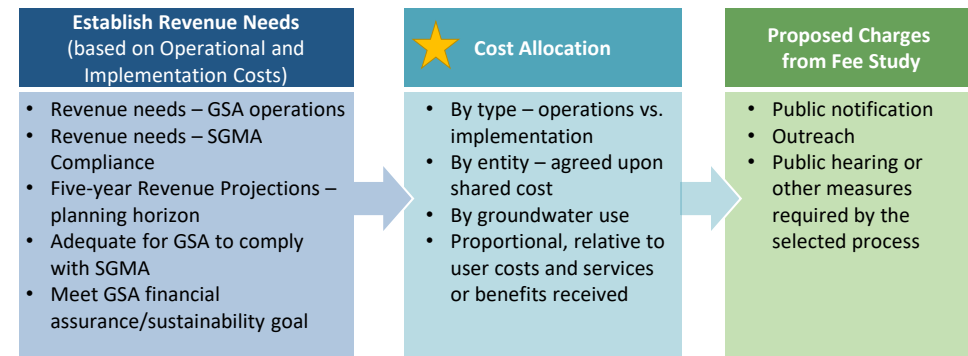 Establish Revenue Needs
(based on Operational and
Implementation Costs)
• Revenue needs – GSA operations
• Revenue needs – SGMA
Compliance
• Five-year Revenue Projections –
planning horizon
• Adequate for GSA to comply
with SGMA
• Meet GSA financial
assurance/sustainability goal
Cost Allocation
• By type – operations vs.
implementation
• By entity – agreed upon
shared cost
• By groundwater use
• Proportional, relative to
user costs and services
or benefits received
Proposed Charges
from Fee Study
• Public notification
• Outreach
• Public hearing or
other measures
required by the
selected process